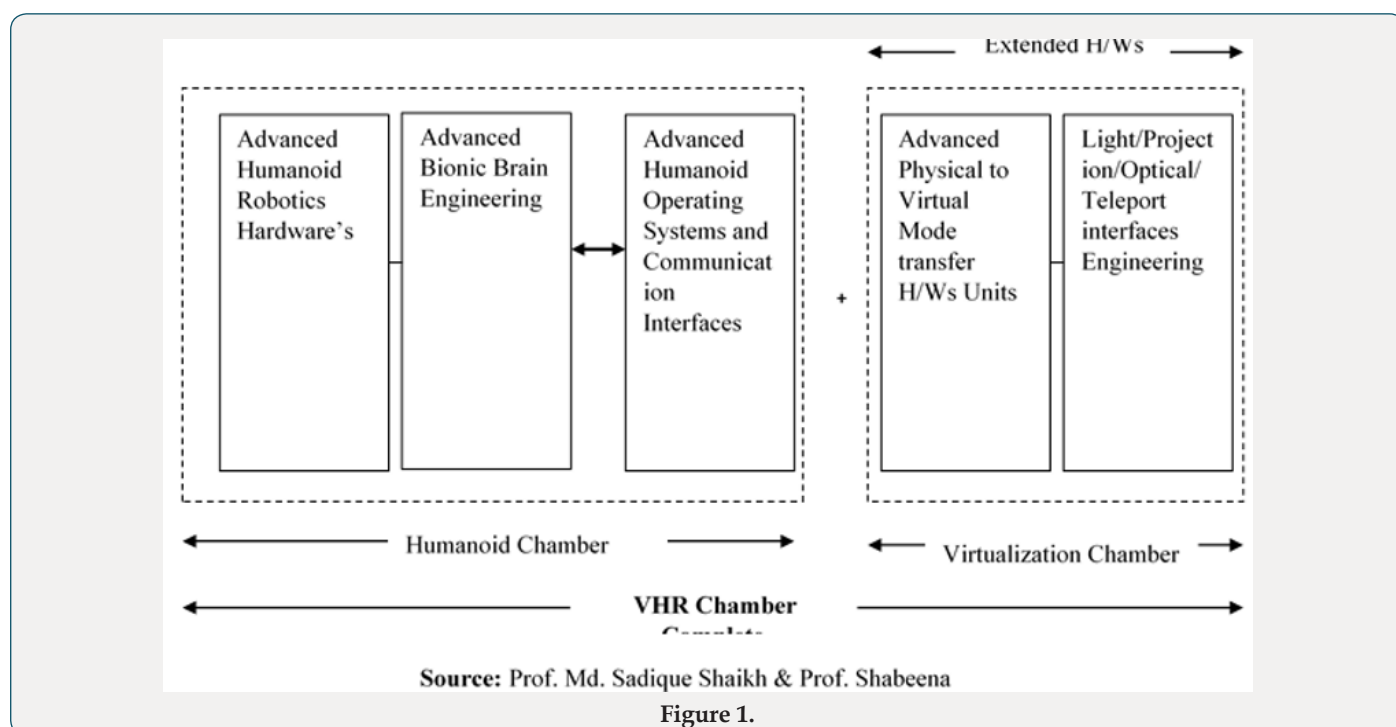 Extended H/Ws
Advanced
Humanoid
Robotics
Hardware's
Advanced
Bionic Brain
Engineering
Advanced
Humanoid
Operating
Systems and
Communicat
ion
Interfaces
+
Advanced
Physical to
Virtual
Mode
transfer
H/Ws Units
Light/Project
ion/Optical/
Teleport
interfaces
Engineering
Humanoid Chamber
Virtualization Chamber
VHR Chamber
Complete
Source: Prof. Md. Sadique Shaikh & Prof. Shabeena
Figure 1.